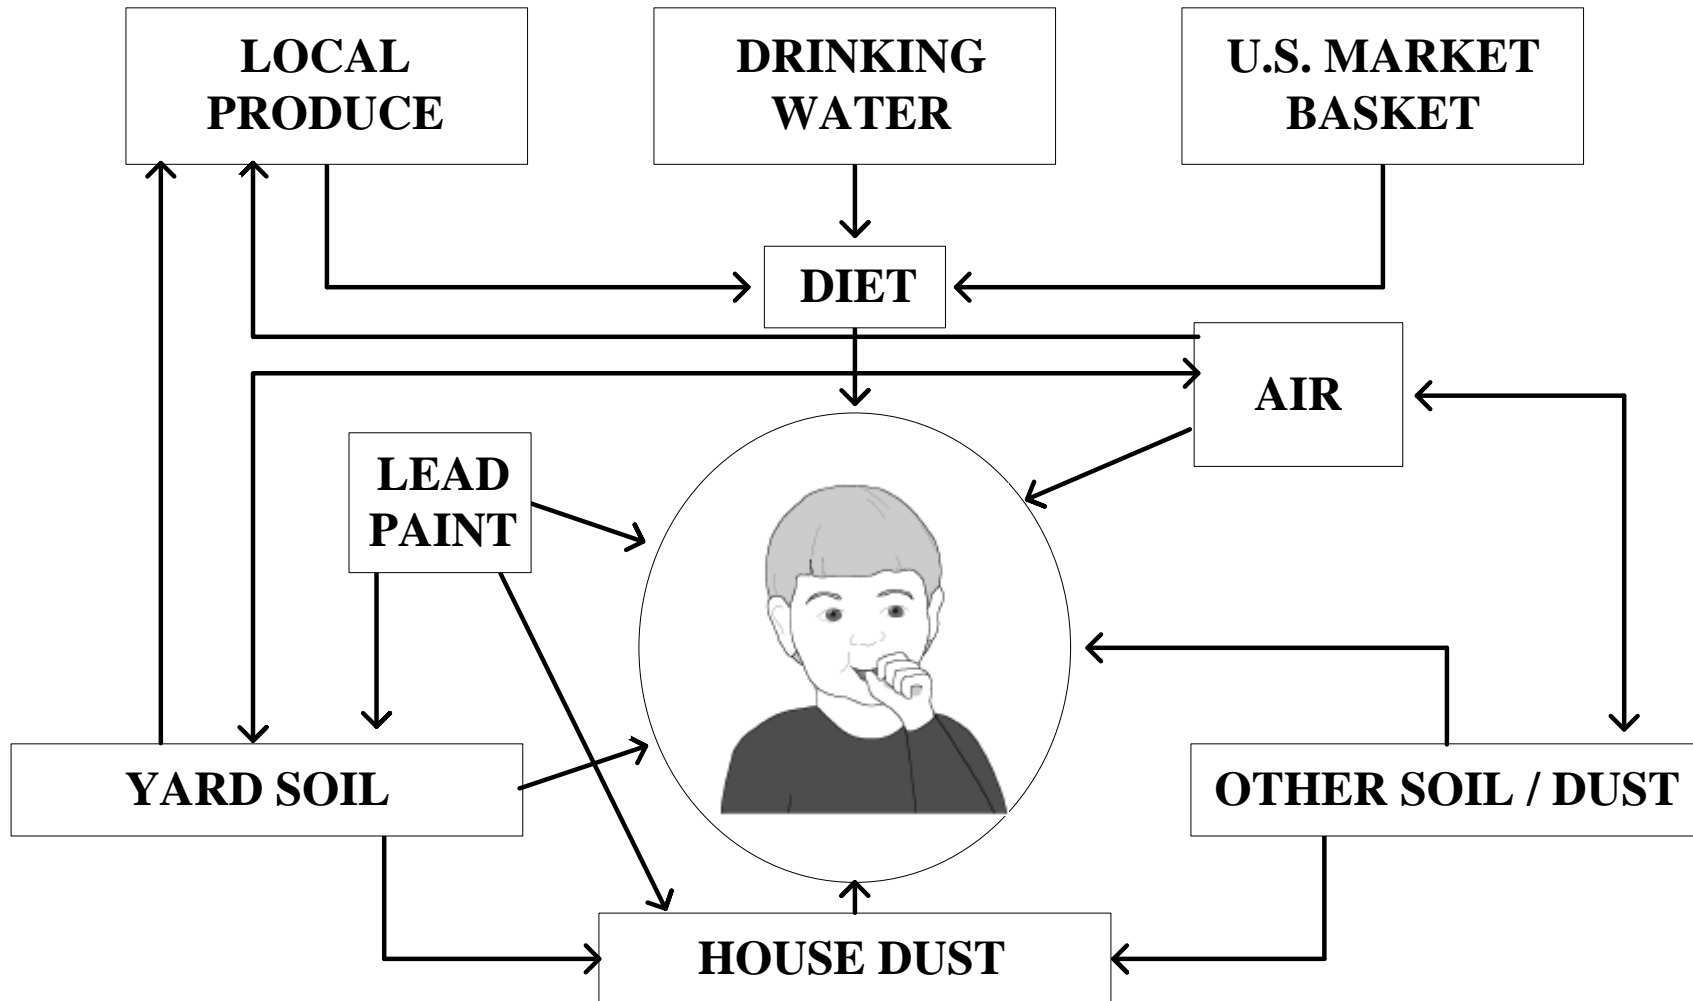 LOCAL
PRODUCE
DRINKING
WATER
U.S. MARKET
BASKET
DIET
AIR
LEAD
PAINT
YARD SOIL
OTHER SOIL / DUST
HOUSE DUST